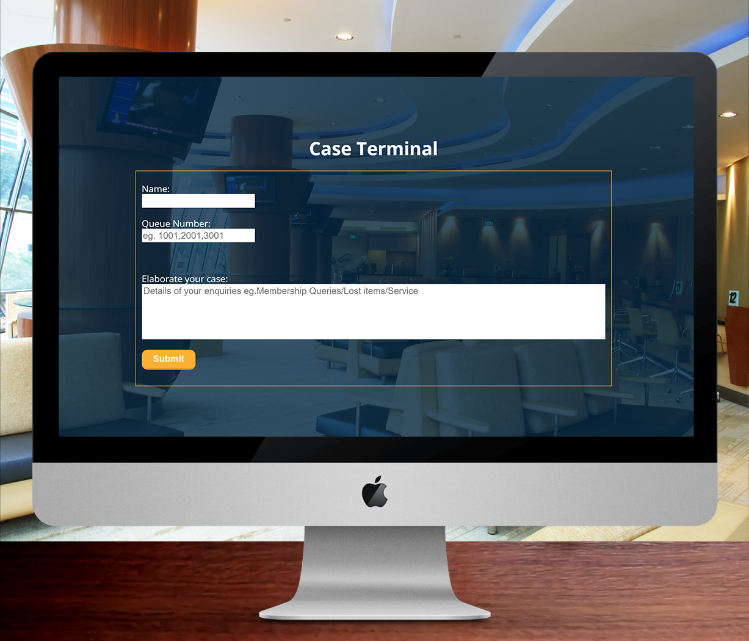 Case Terminal
Name:
Queue Number:
eg. 1001,2001,3001
Elaborate your case:
Details of your enquiries eg.Membership Queries/Lost items/Service
Submit
12